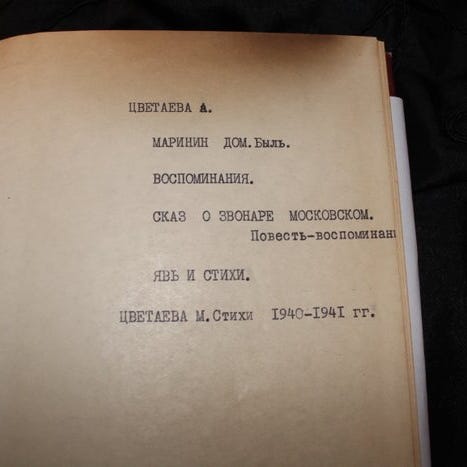 ЦВЕТАЕВА А.
МАРИНИН ДОМ. Быль.
ВОСПОМИНАНИЯ.
СКАЗ О ЗВОНАРЕ МОСКОВСКОМ.
Повесть-воспоминан
ЯВЬ И СТИХИ.
ЦВЕТАЕВА М. Стихи 1940-1941 гг.